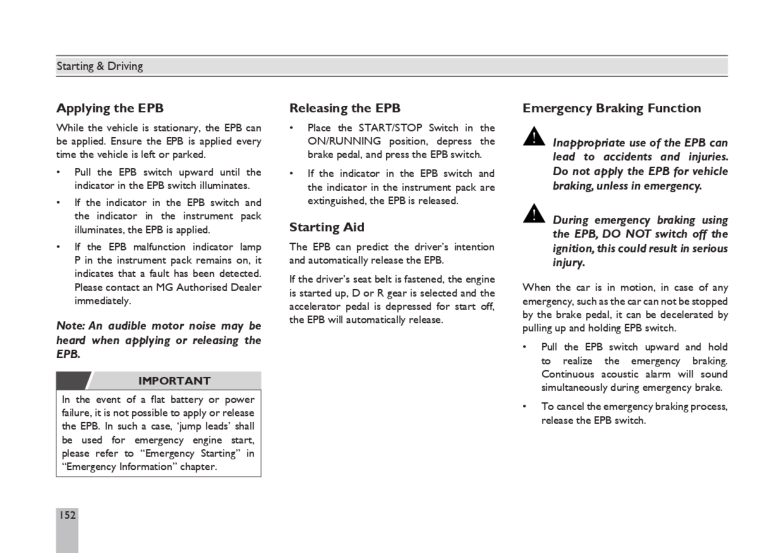 Starting & Driving
Applying the EPB
While the vehicle is stationary, the EPB can
be applied. Ensure the EPB is applied every
time the vehicle is left or parked.
• Pull the EPB switch upward until the
indicator in the EPB switch illuminates.
• If the indicator in the EPB switch and
the indicator in the instrument pack
illuminates, the EPB is applied.
• If the EPB malfunction indicator lamp
P in the instrument pack remains on, it
indicates that a fault has been detected.
Please contact an MG Authorised Dealer
immediately.
Note: An audible motor noise may be
heard when applying or releasing the
EPB.
IMPORTANT
In the event of a flat battery or power
failure, it is not possible to apply or release
the EPB. In such a case, ‘jump leads’ shall
be used for emergency engine start,
please refer to “Emergency Starting” in
“Emergency Information” chapter.
Releasing the EPB
• Place the START/STOP Switch in the
ON/RUNNING position, depress the
brake pedal, and press the EPB switch.
• If the indicator in the EPB switch and
the indicator in the instrument pack are
extinguished, the EPB is released.
Starting Aid
The EPB can predict the driver’s intention
and automatically release the EPB.
If the driver’s seat belt is fastened, the engine
is started up, D or R gear is selected and the
accelerator pedal is depressed for start off,
the EPB will automatically release.
Emergency Braking Function
Inappropriate use of the EPB can
lead to accidents and injuries.
Do not apply the EPB for vehicle
braking, unless in emergency.
During emergency braking using
the EPB, DO NOT switch off the
ignition, this could result in serious
injury.
When the car is in motion, in case of any
emergency, such as the car can not be stopped
by the brake pedal, it can be decelerated by
pulling up and holding EPB switch.
• Pull the EPB switch upward and hold
to realize the emergency braking.
Continuous acoustic alarm will sound
simultaneously during emergency brake.
• To cancel the emergency braking process,
release the EPB switch.
152